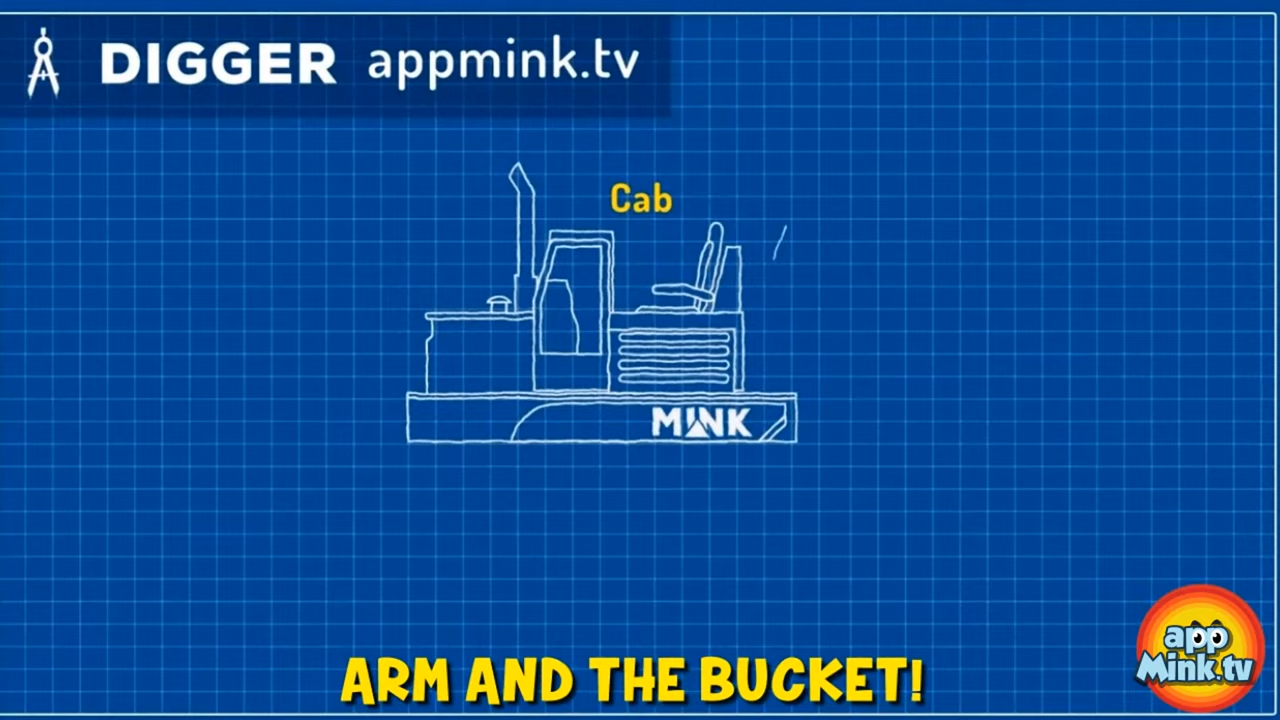 DIGGER appmink.tv
Cab
MINK
ARM AND THE BUCKET!
app
Mink.tv